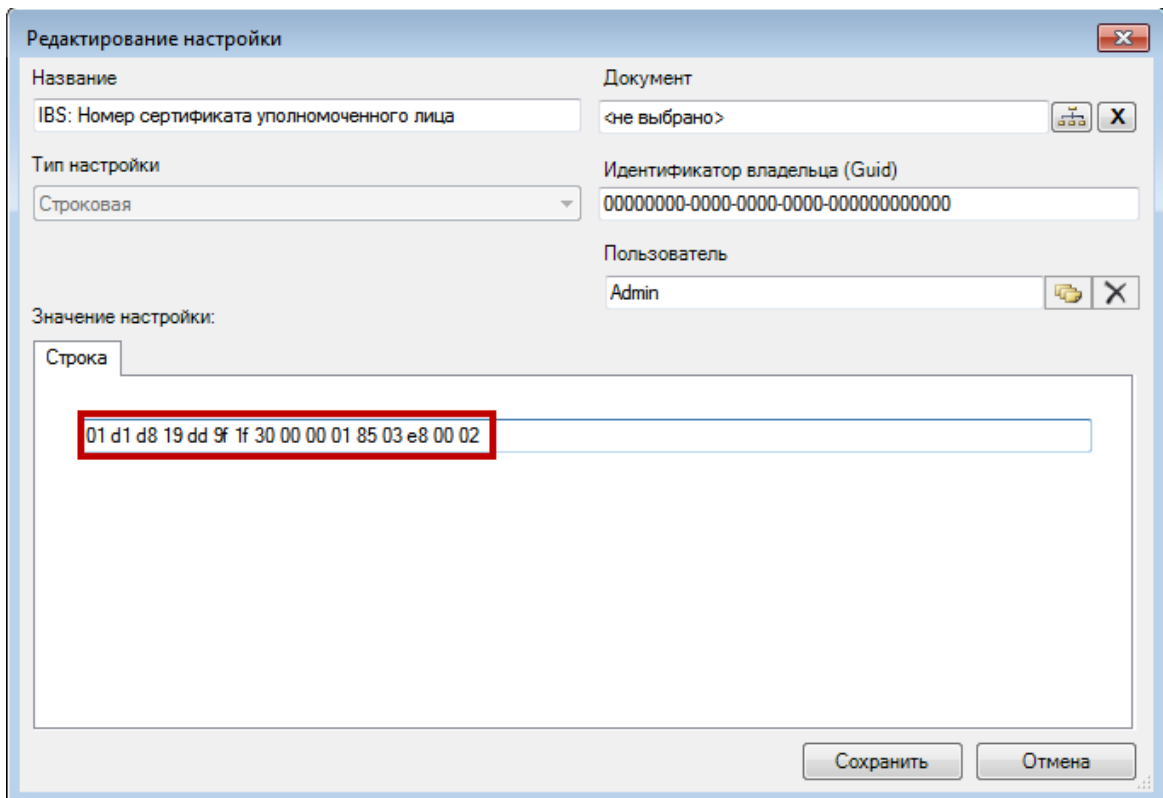 Редактирование настройки
Название
Документ
IBS: Номер сертификата уполномоченного лица
<не выбрано>
X
Тип настройки
Идентификатор владельца (Guid)
Строковая
00000000-0000-0000-0000-000000000000
Пользователь
Admin
Значение настройки:
Строка
01 d1 d8 19 dd 9f 1f 30 00 00 01 85 03 e8 00 02
Сохранить
Отмена